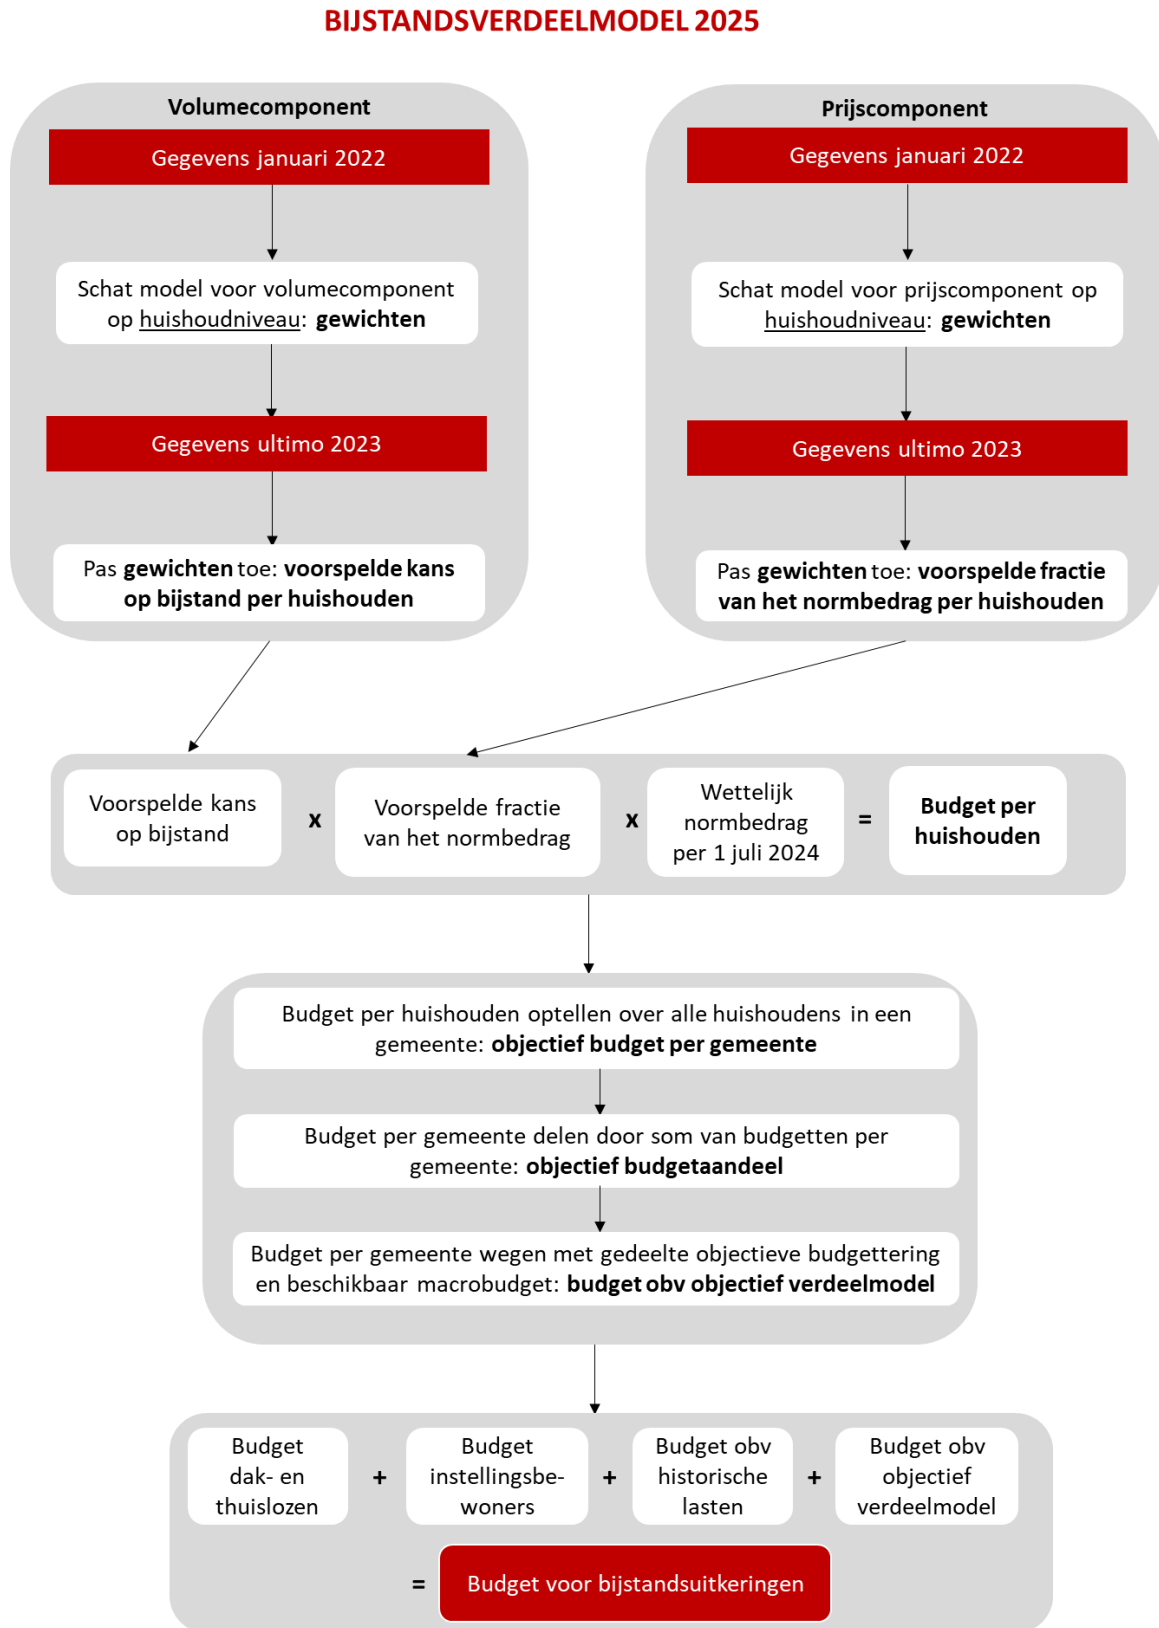 BIJSTANDSVERDEELMODEL 2025
Volumecomponent
Gegevens januari 2022
Schat model voor volumecomponent
op huishoudniveau: gewichten
Gegevens ultimo 2023
Pas gewichten toe: voorspelde kans
op bijstand per huishouden
Prijscomponent
Gegevens januari 2022
Schat model voor prijscomponent op
huishoudniveau: gewichten
Gegevens ultimo 2023
Pas gewichten toe: voorspelde fractie
van het normbedrag per huishouden
Voorspelde kans
op bijstand
x
Voorspelde fractie
van het normbedrag
x
Wettelijk
normbedrag
per 1 juli 2024
=
Budget per
huishouden
Budget per huishouden optellen over alle huishoudens in een
gemeente: objectief budget per gemeente
Budget per gemeente delen door som van budgetten per
gemeente: objectief budgetaandeel
Budget per gemeente wegen met gedeelte objectieve budgettering
en beschikbaar macrobudget: budget obv objectief verdeelmodel
Budget
dak- en
thuislozen
+
Budget
instellingsbe-
woners
+
Budget obv
historische
lasten
+
Budget obv
objectief
verdeelmodel
=
Budget voor bijstandsuitkeringen